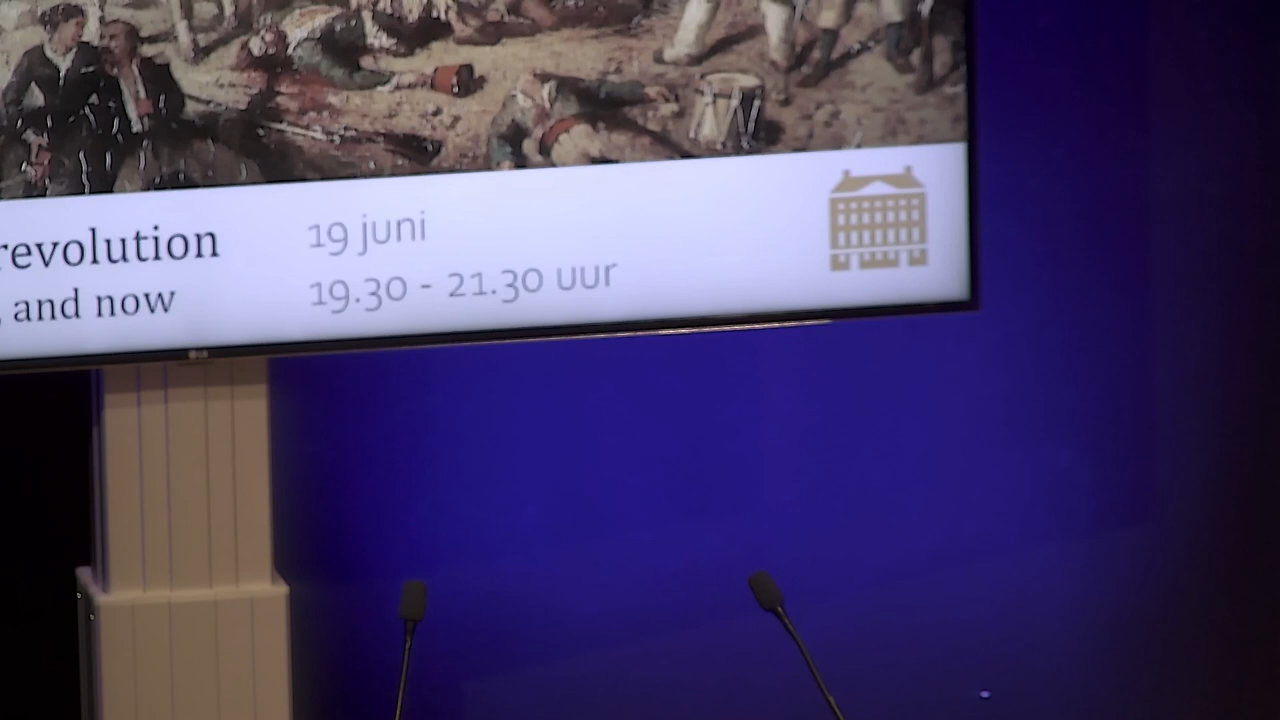 revolution
, and now
19 juni
19.30 - 21.30 uur